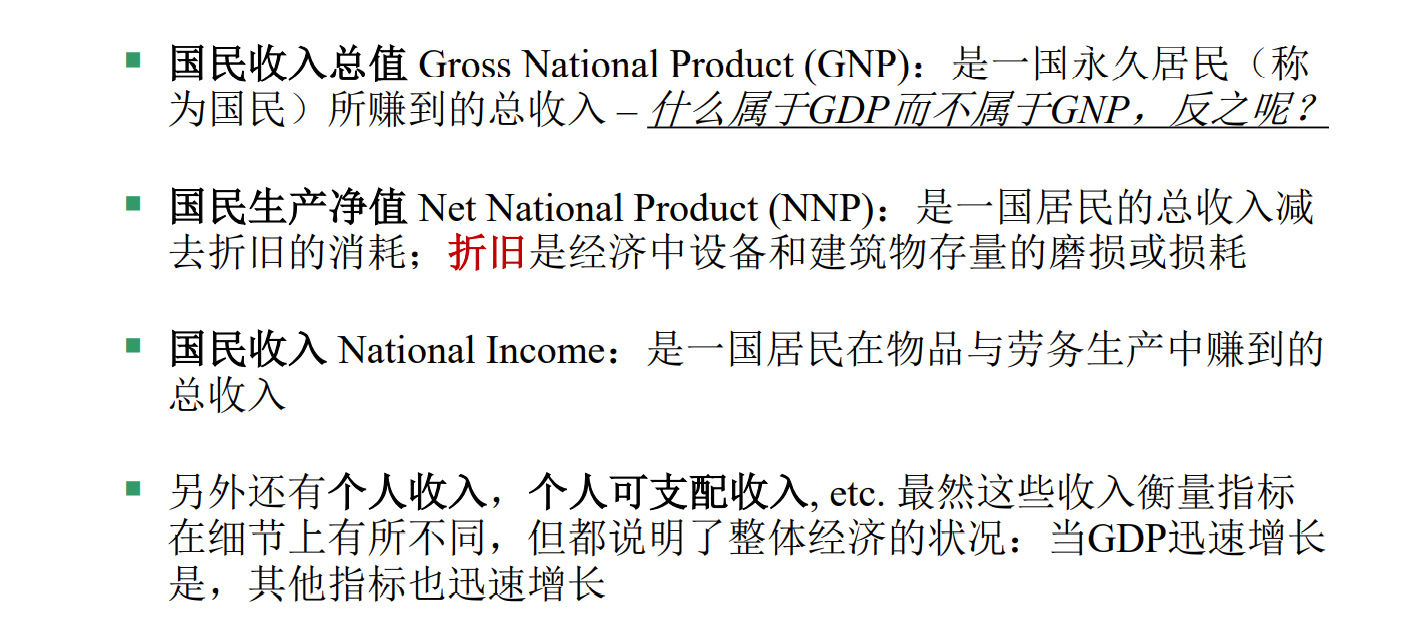 国民收入总值 Gross National Product (GNP)：是一国永久居民（称
为国民）所赚到的总收入 – 什么属于GDP而不属于GNP，反之呢？
国民生产净值 Net National Product (NNP)：是一国居民的总收入减
去折旧的消耗；折旧是经济中设备和建筑物存量的磨损或损耗
国民收入 National Income：是一国居民在物品与劳务生产中赚到的
总收入
另外还有个人收入，个人可支配收入, etc. 最然这些收入衡量指标
在细节上有所不同，但都说明了整体经济的状况：当GDP迅速增长
是，其他指标也迅速增长